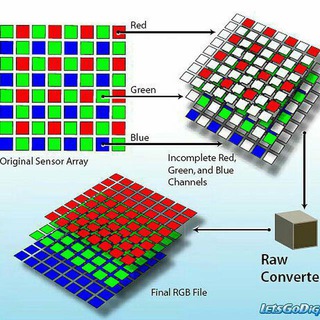 Red
Green
Blue
Original Sensor Array
Incomplete Red,
Green, and Blue
Channels
Raw
Converte
Final RGB File
LETSGODIG